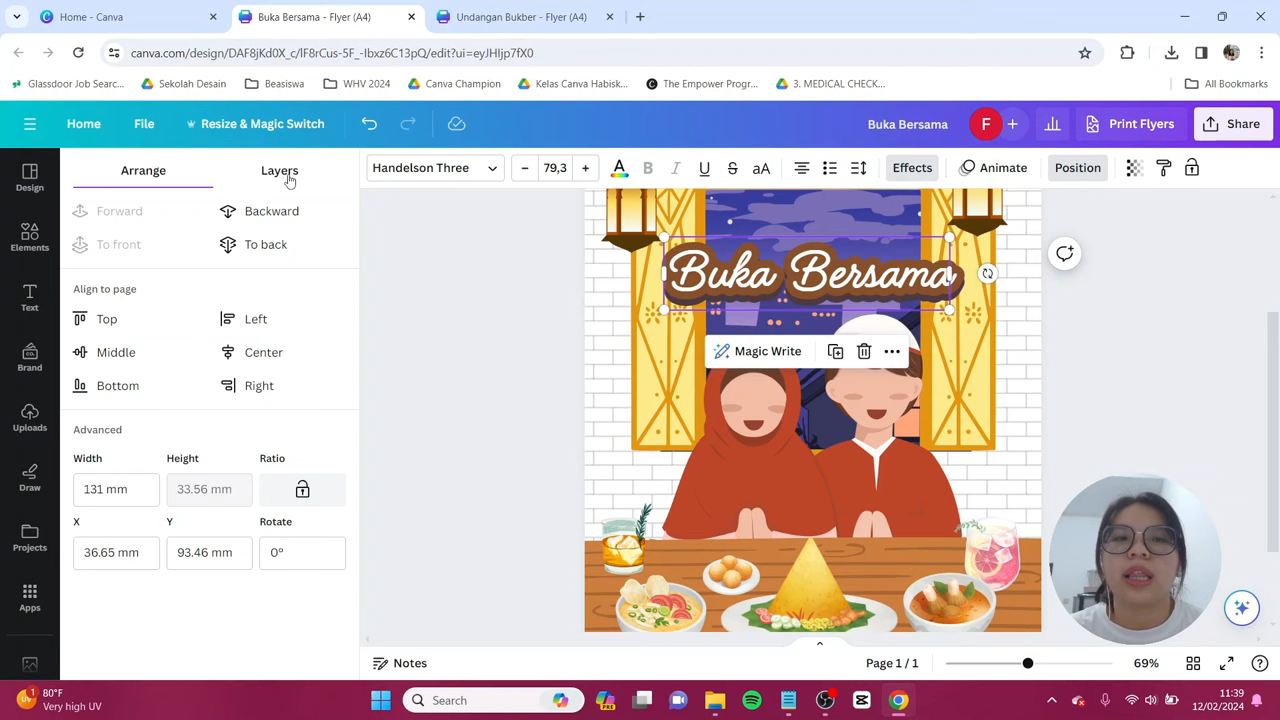 Home - Canva
Buka Bersama - Flyer (A4)
Undangan Bukber - Flyer (A4)
canva.com/design/DAF8jKd0X_c/lF8rCus-5F_-Ibxz6C13pQ/edit?ui=eyJHIjp7fX0
Glassdoor Job Searc...
Sekolah Desain
Beasiswa
WHV 2024
Canva Champion
Kelas Canva Habisk...
The Empower Progr...
3. MEDICAL CHECK...
All Bookmarks
Home
File
Resize & Magic Switch
Buka Bersama
F
Print Flyers
Share
Design
Elements
Text
Brand
Uploads
Draw
Projects
Apps
Arrange
Layers
Forward
Backward
To front
To back
Align to page
Top
Left
Middle
Center
Bottom
Right
Advanced
Width
Height
Ratio
131 mm
33.56 mm
X
Y
Rotate
36.65 mm
93.46 mm
0°
Handelson Three
79,3
A
B
I
U
S
aA
Effects
Animate
Position
Buka Bersama
Magic Write
Notes
Page 1 / 1
69%
1
80°F
Very high UV
Search
PRE
11:39
12/02/2024